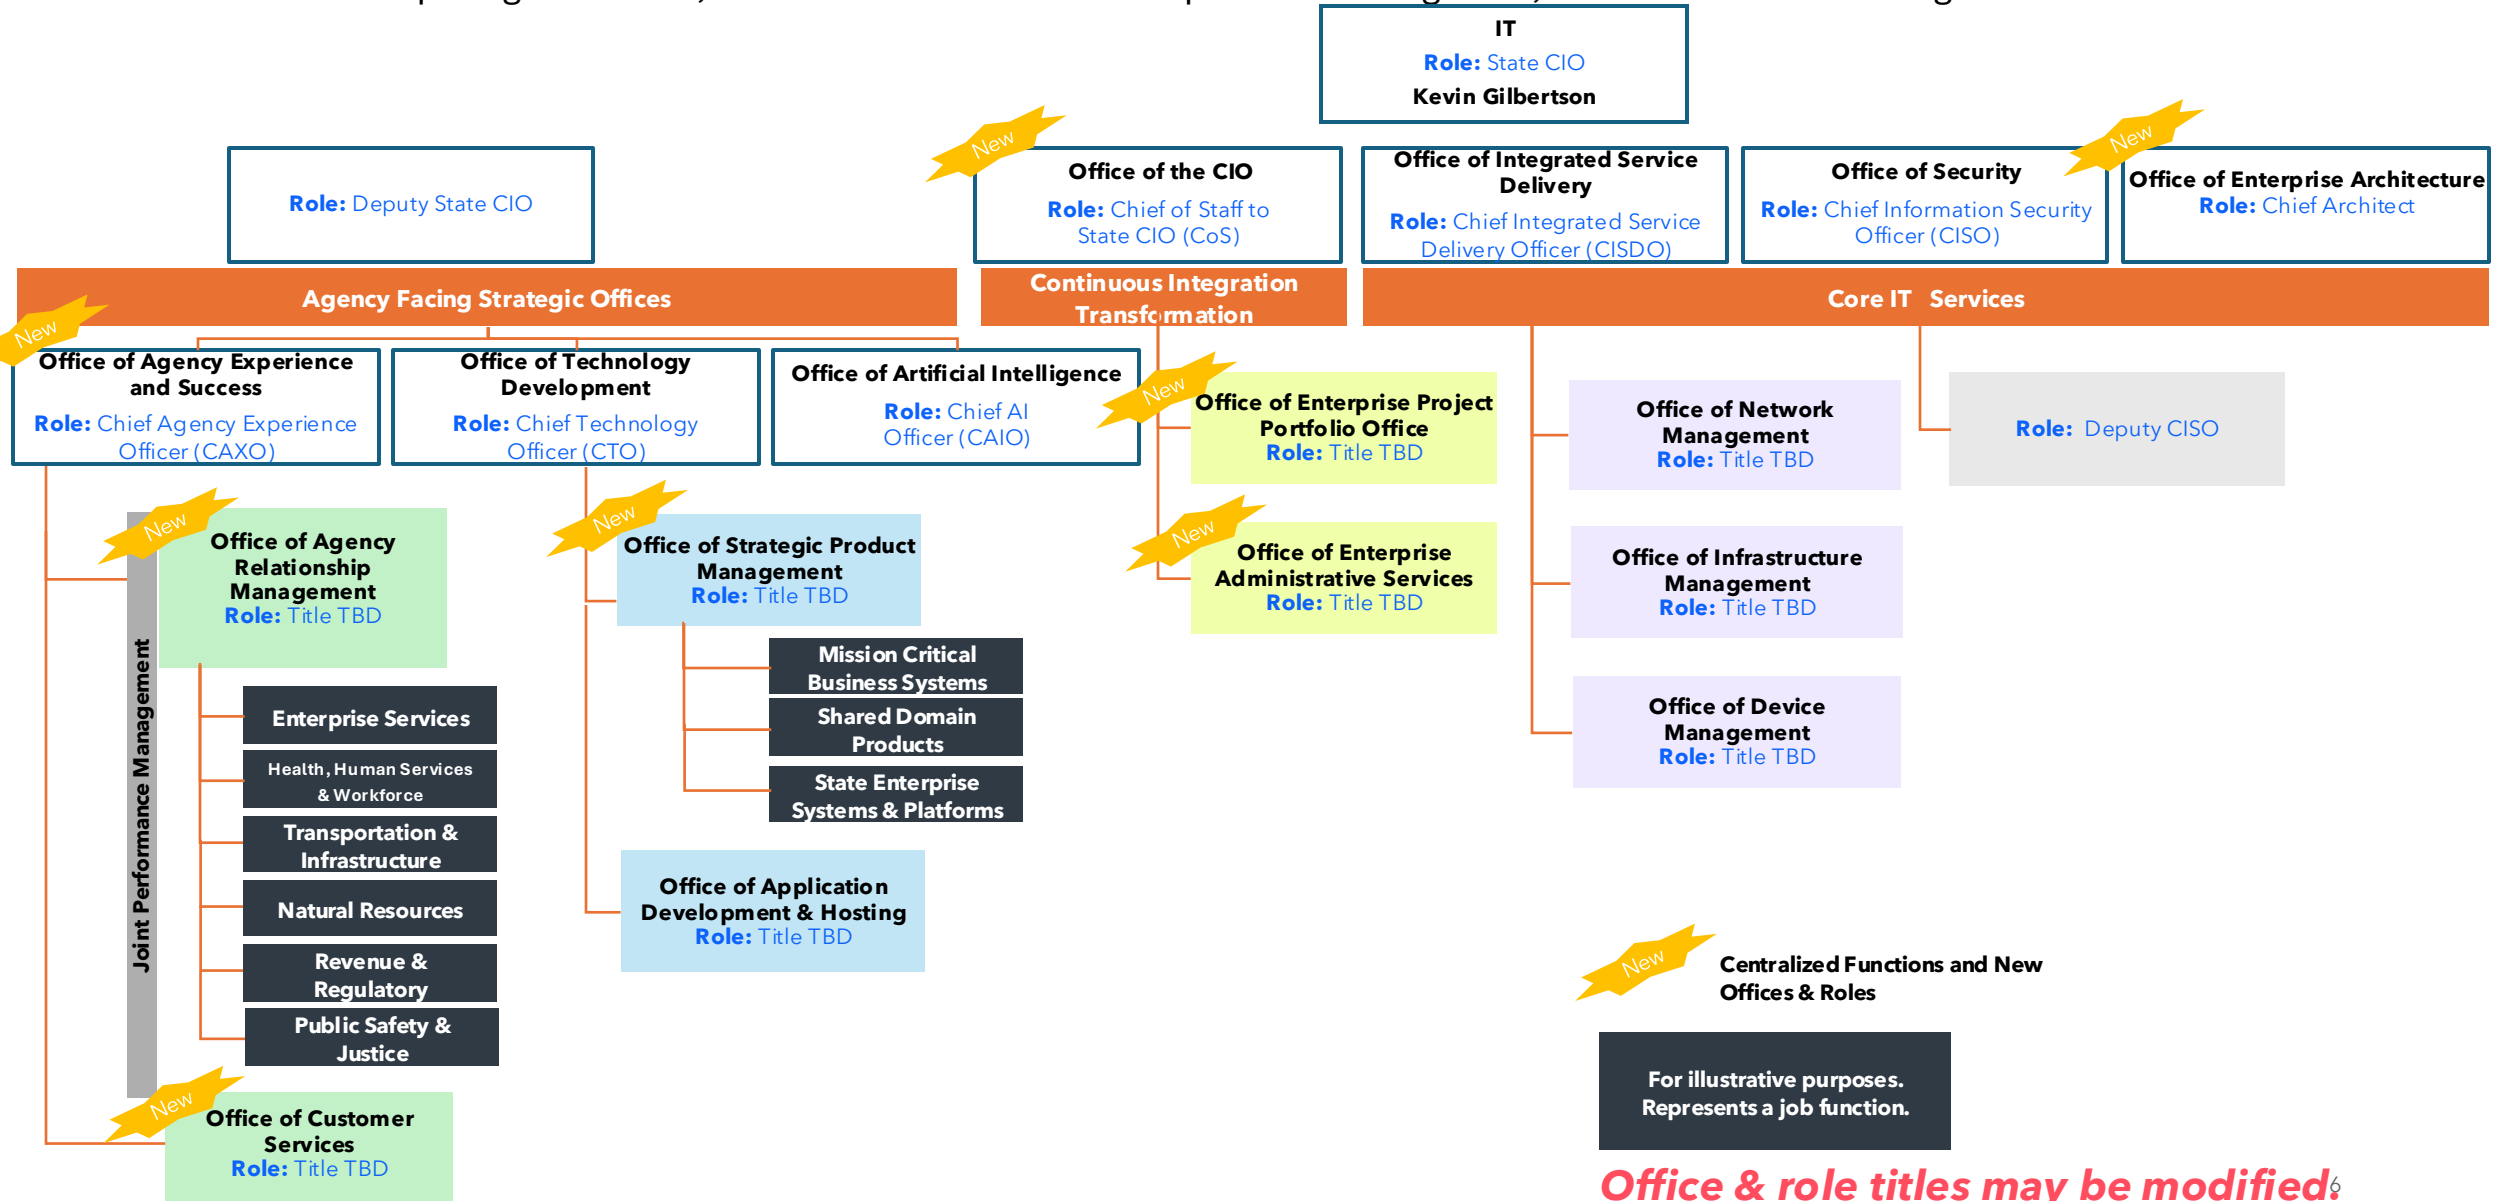 IT
Role: State CIO
Kevin Gilbertson
Role: Deputy State CIO
New
Office of the CIO
Role: Chief of Staff to
State CIO (CoS)
Office of Integrated Service
Delivery
Role: Chief Integrated Service
Delivery Officer (CISDO)
Office of Security
Role: Chief Information Security
Officer (CISO)
New
Office of Enterprise Architecture
Role: Chief Architect
Agency Facing Strategic Offices
Continuous Integration
Transformation
Core IT Services
New
Office of Agency Experience
and Success
Role: Chief Agency Experience
Officer (CAXO)
Office of Technology
Development
Role: Chief Technology
Officer (CTO)
Office of Artificial Intelligence
Role: Chief AI
Officer (CAIO)
New
Office of Enterprise Project
Portfolio Office
Role: Title TBD
Office of Network
Management
Role: Title TBD
Role: Deputy CISO
Joint Performance Management
New
Office of Agency
Relationship
Management
Role: Title TBD
New
Office of Strategic Product
Management
Role: Title TBD
New
Office of Enterprise
Administrative Services
Role: Title TBD
Office of Infrastructure
Management
Role: Title TBD
Mission Critical
Business Systems
Shared Domain
Products
State Enterprise
Systems & Platforms
Office of Device
Management
Role: Title TBD
Enterprise Services
Health, Human Services
& Workforce
Transportation &
Infrastructure
Natural Resources
Revenue &
Regulatory
Public Safety &
Justice
Office of Application
Development & Hosting
Role: Title TBD
New
Office of Customer
Services
Role: Title TBD
New
Centralized Functions and New
Offices & Roles
For illustrative purposes.
Represents a job function.
Office & role titles may be modified.
6